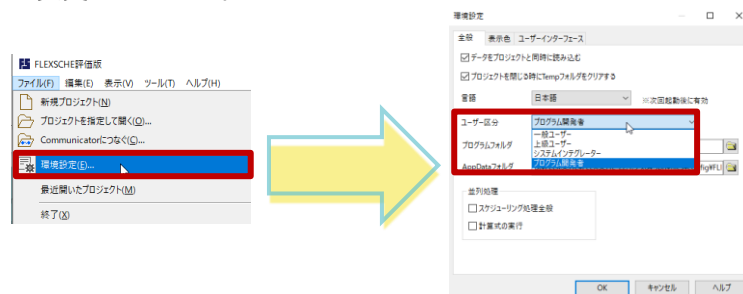 FLEXSCHE評価版
ファイル(F) 編集(E) 表示(V) ツール(T) ヘルプ(H)
新規プロジェクト(N)
プロジェクトを指定して開く(O)...
Communicatorにつなぐ(C)...
環境設定(E)...
最近開いたプロジェクト(M)
終了(X)
環境設定
全般 表示色 ユーザーインターフェース
データをプロジェクトと同時に読み込む
プロジェクトを閉じる時にTempフォルダをクリアする
言語 日本語 ※次回起動後に有効
ユーザー区分 プログラム開発者
一般ユーザー
上級ユーザー
システムインテグレーター
プログラム開発者
プログラムフォルダ
AppDataフォルダ
並列処理
スケジューリング処理全般
計算式の実行
OK キャンセル ヘルプ